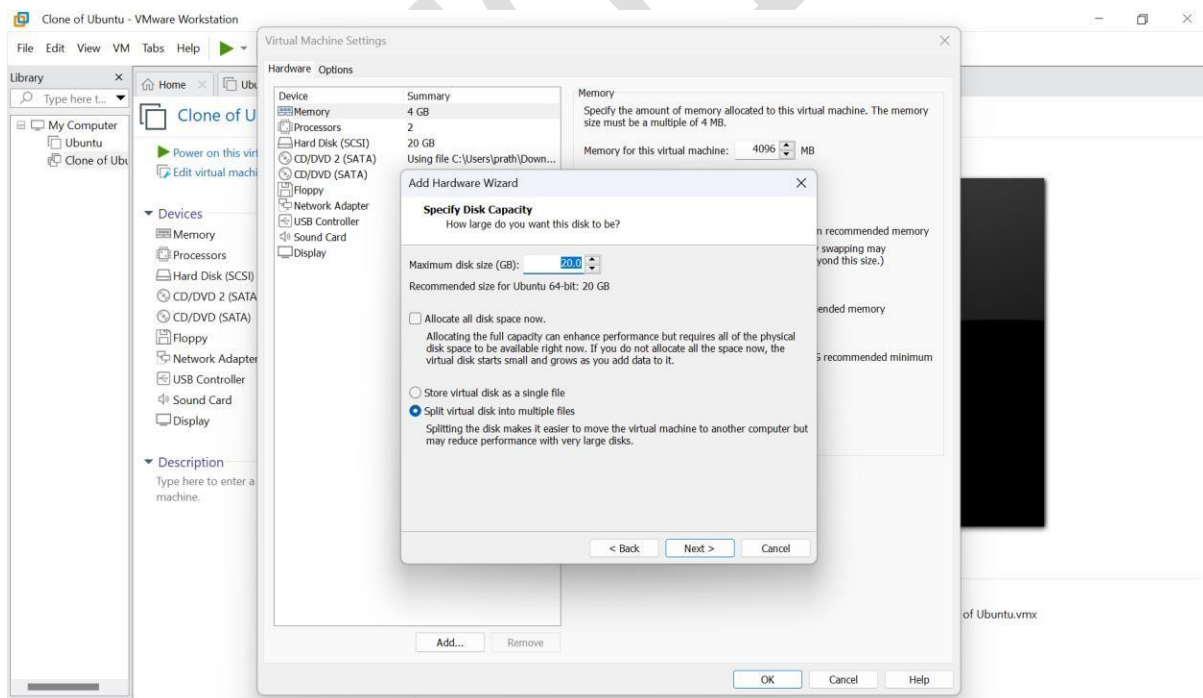 Clone of Ubuntu - VMware Workstation
File Edit View VM Tabs Help
Library
Type here t...
My Computer
Ubuntu
Clone of Ubu
Home
Ubu
Clone of U
Power on this virt
Edit virtual machi
Devices
Memory
Processors
Hard Disk (SCSI)
CD/DVD 2 (SATA
CD/DVD (SATA)
Floppy
Network Adapter
USB Controller
Sound Card
Display
Description
Type here to enter a
machine.
Virtual Machine Settings
Hardware Options
Device Summary
Memory 4 GB
Processors 2
Hard Disk (SCSI) 20 GB
CD/DVD 2 (SATA) Using file C:\Users\prath\Down...
CD/DVD (SATA)
Floppy
Network Adapter
USB Controller
Sound Card
Display
Memory
Specify the amount of memory allocated to this virtual machine. The memory
size must be a multiple of 4 MB.
Memory for this virtual machine: 4096 MB
recommended memory
swapping may
yond this size.)
ended memory
recommended minimum
Add Hardware Wizard
Specify Disk Capacity
How large do you want this disk to be?
Maximum disk size (GB): 20.0
Recommended size for Ubuntu 64-bit: 20 GB
Allocate all disk space now.
Allocating the full capacity can enhance performance but requires all of the physical
disk space to be available right now. If you do not allocate all the space now, the
virtual disk starts small and grows as you add data to it.
Store virtual disk as a single file
Split virtual disk into multiple files
Splitting the disk makes it easier to move the virtual machine to another computer but
may reduce performance with very large disks.
< Back Next > Cancel
Add... Remove
OK Cancel Help
of Ubuntu.vmx